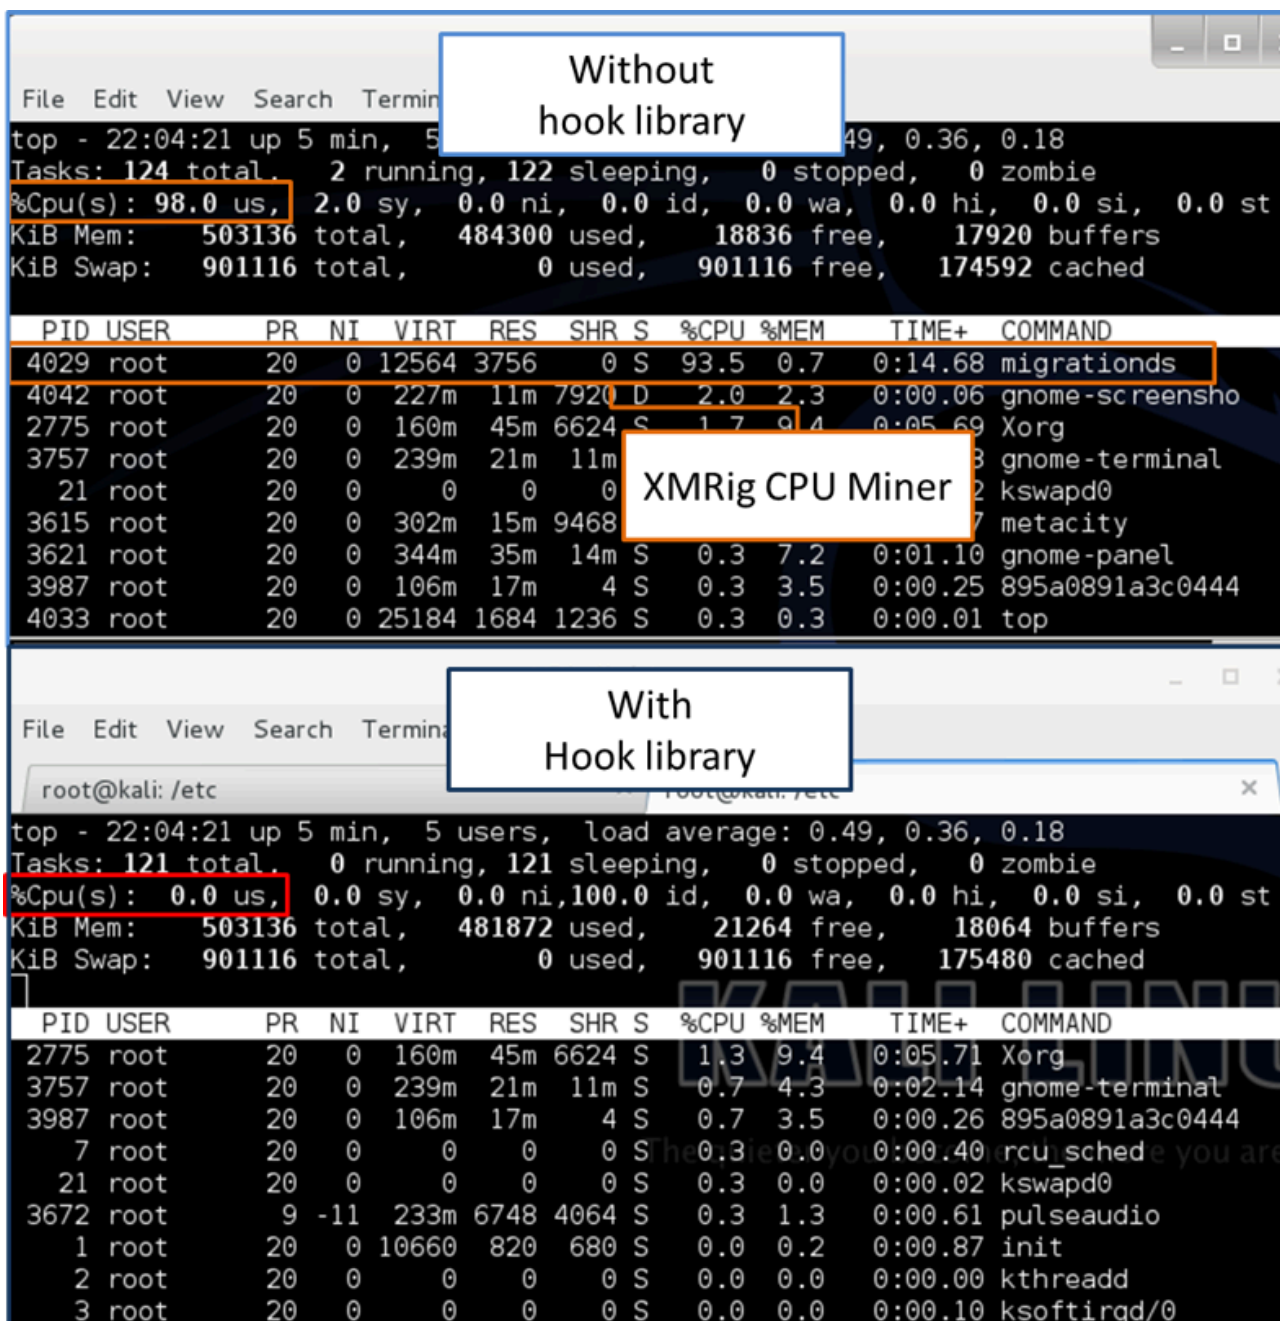 Without
hook library
File Edit View Search Termin
top - 22:04:21 up 5 min, 5 49, 0.36, 0.18
Tasks: 124 total, 2 running, 122 sleeping, 0 stopped, 0 zombie
%Cpu(s): 98.0 us, 2.0 sy, 0.0 ni, 0.0 id, 0.0 wa, 0.0 hi, 0.0 si, 0.0 st
KiB Mem: 503136 total, 484300 used, 18836 free, 17920 buffers
KiB Swap: 901116 total, 0 used, 901116 free, 174592 cached
PID USER PR NI VIRT RES SHR S %CPU %MEM TIME+ COMMAND
4029 root 20 0 12564 3756 0 S 93.5 0.7 0:14.68 migrationds
4042 root 20 0 227m 11m 7920 D 2.0 2.3 0:00.06 gnome-screensho
2775 root 20 0 160m 45m 6624 S 1.7 9.4 0:05.69 Xorg
3757 root 20 0 239m 21m 11m 3 gnome-terminal
21 root 20 0 0 0 0 2 kswapd0
3615 root 20 0 302m 15m 9468 7 metacity
XMRig CPU Miner
3621 root 20 0 344m 35m 14m S 0.3 7.2 0:01.10 gnome-panel
3987 root 20 0 106m 17m 4 S 0.3 3.5 0:00.25 895a0891a3c0444
4033 root 20 0 25184 1684 1236 S 0.3 0.3 0:00.01 top
With
Hook library
File Edit View Search Termina
root@kali: /etc root@kali: /etc
top - 22:04:21 up 5 min, 5 users, load average: 0.49, 0.36, 0.18
Tasks: 121 total, 0 running, 121 sleeping, 0 stopped, 0 zombie
%Cpu(s): 0.0 us, 0.0 sy, 0.0 ni,100.0 id, 0.0 wa, 0.0 hi, 0.0 si, 0.0 st
KiB Mem: 503136 total, 481872 used, 21264 free, 18064 buffers
KiB Swap: 901116 total, 0 used, 901116 free, 175480 cached
PID USER PR NI VIRT RES SHR S %CPU %MEM TIME+ COMMAND
2775 root 20 0 160m 45m 6624 S 1.3 9.4 0:05.71 Xorg
3757 root 20 0 239m 21m 11m S 0.7 4.3 0:02.14 gnome-terminal
3987 root 20 0 106m 17m 4 S 0.7 3.5 0:00.26 895a0891a3c0444
7 root 20 0 0 0 0 S 0.3 0.0 0:00.40 rcu_sched
21 root 20 0 0 0 0 S 0.3 0.0 0:00.02 kswapd0
3672 root 9 -11 233m 6748 4064 S 0.3 1.3 0:00.61 pulseaudio
1 root 20 0 10660 820 680 S 0.0 0.2 0:00.87 init
2 root 20 0 0 0 0 S 0.0 0.0 0:00.00 kthreadd
3 root 20 0 0 0 0 S 0.0 0.0 0:00.10 ksoftirqd/0
KALI LINU